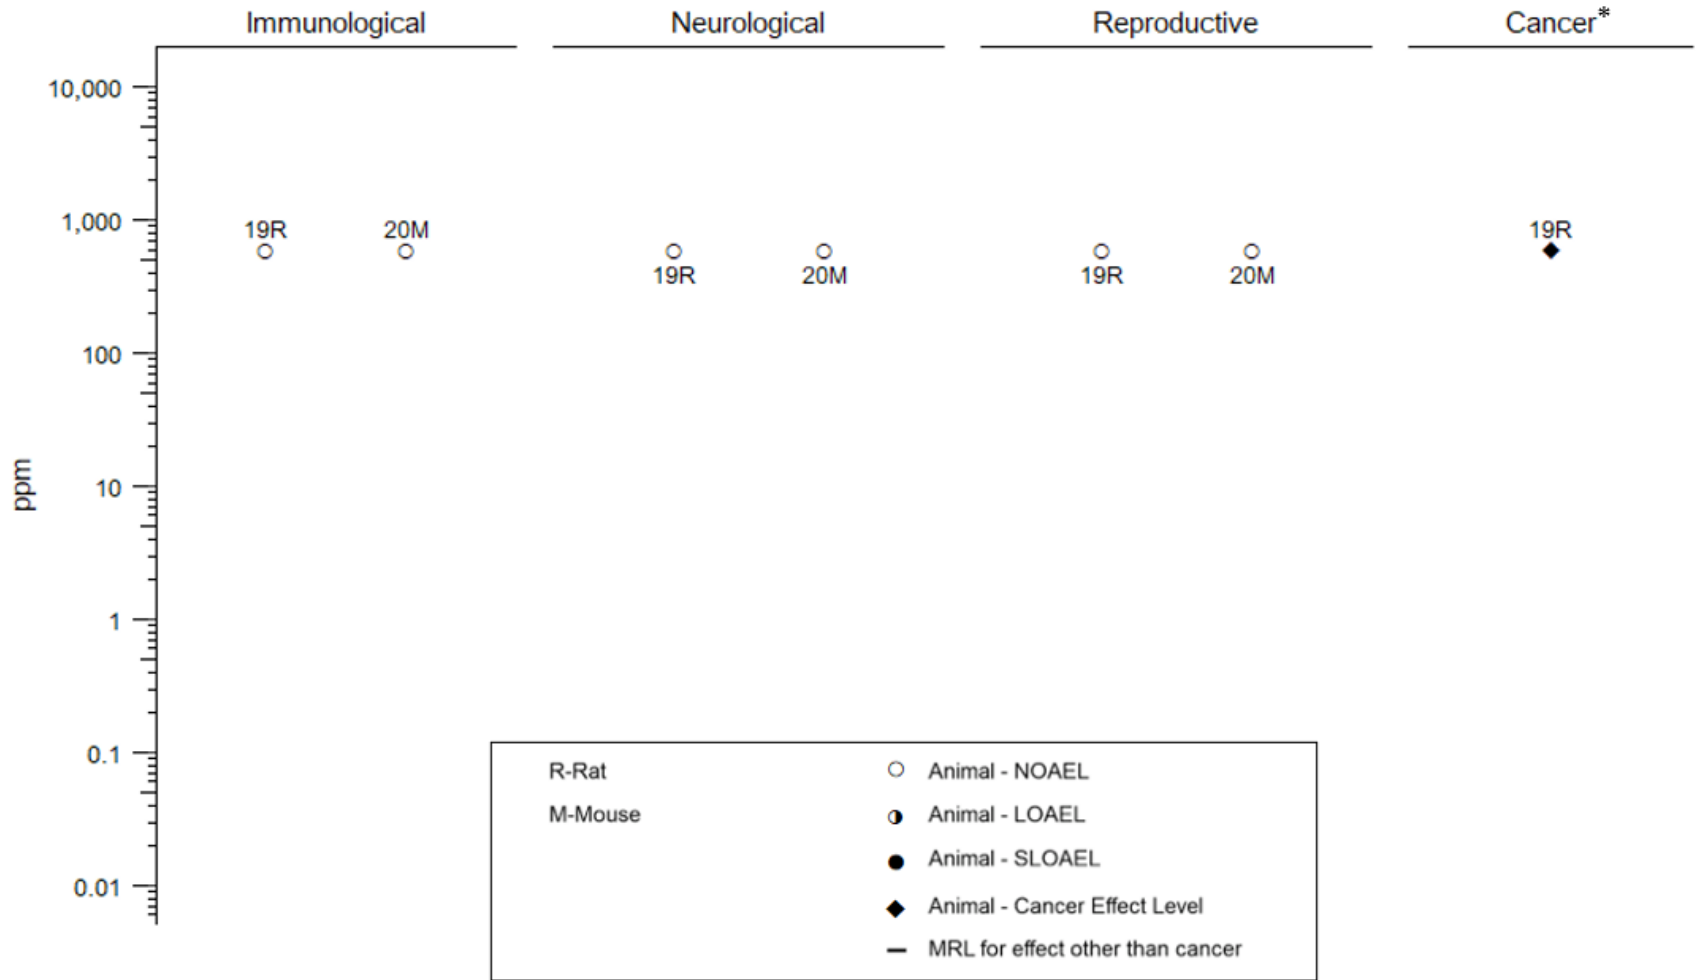 Immunological Neurological Reproductive Cancer*
10,000
1,000
19R 20M 19R
19R 20M 19R 20M
100
ppm
10
1
0.1
0.01
R-Rat Animal - NOAEL
M-Mouse Animal - LOAEL
Animal - SLOAEL
Animal - Cancer Effect Level
MRL for effect other than cancer